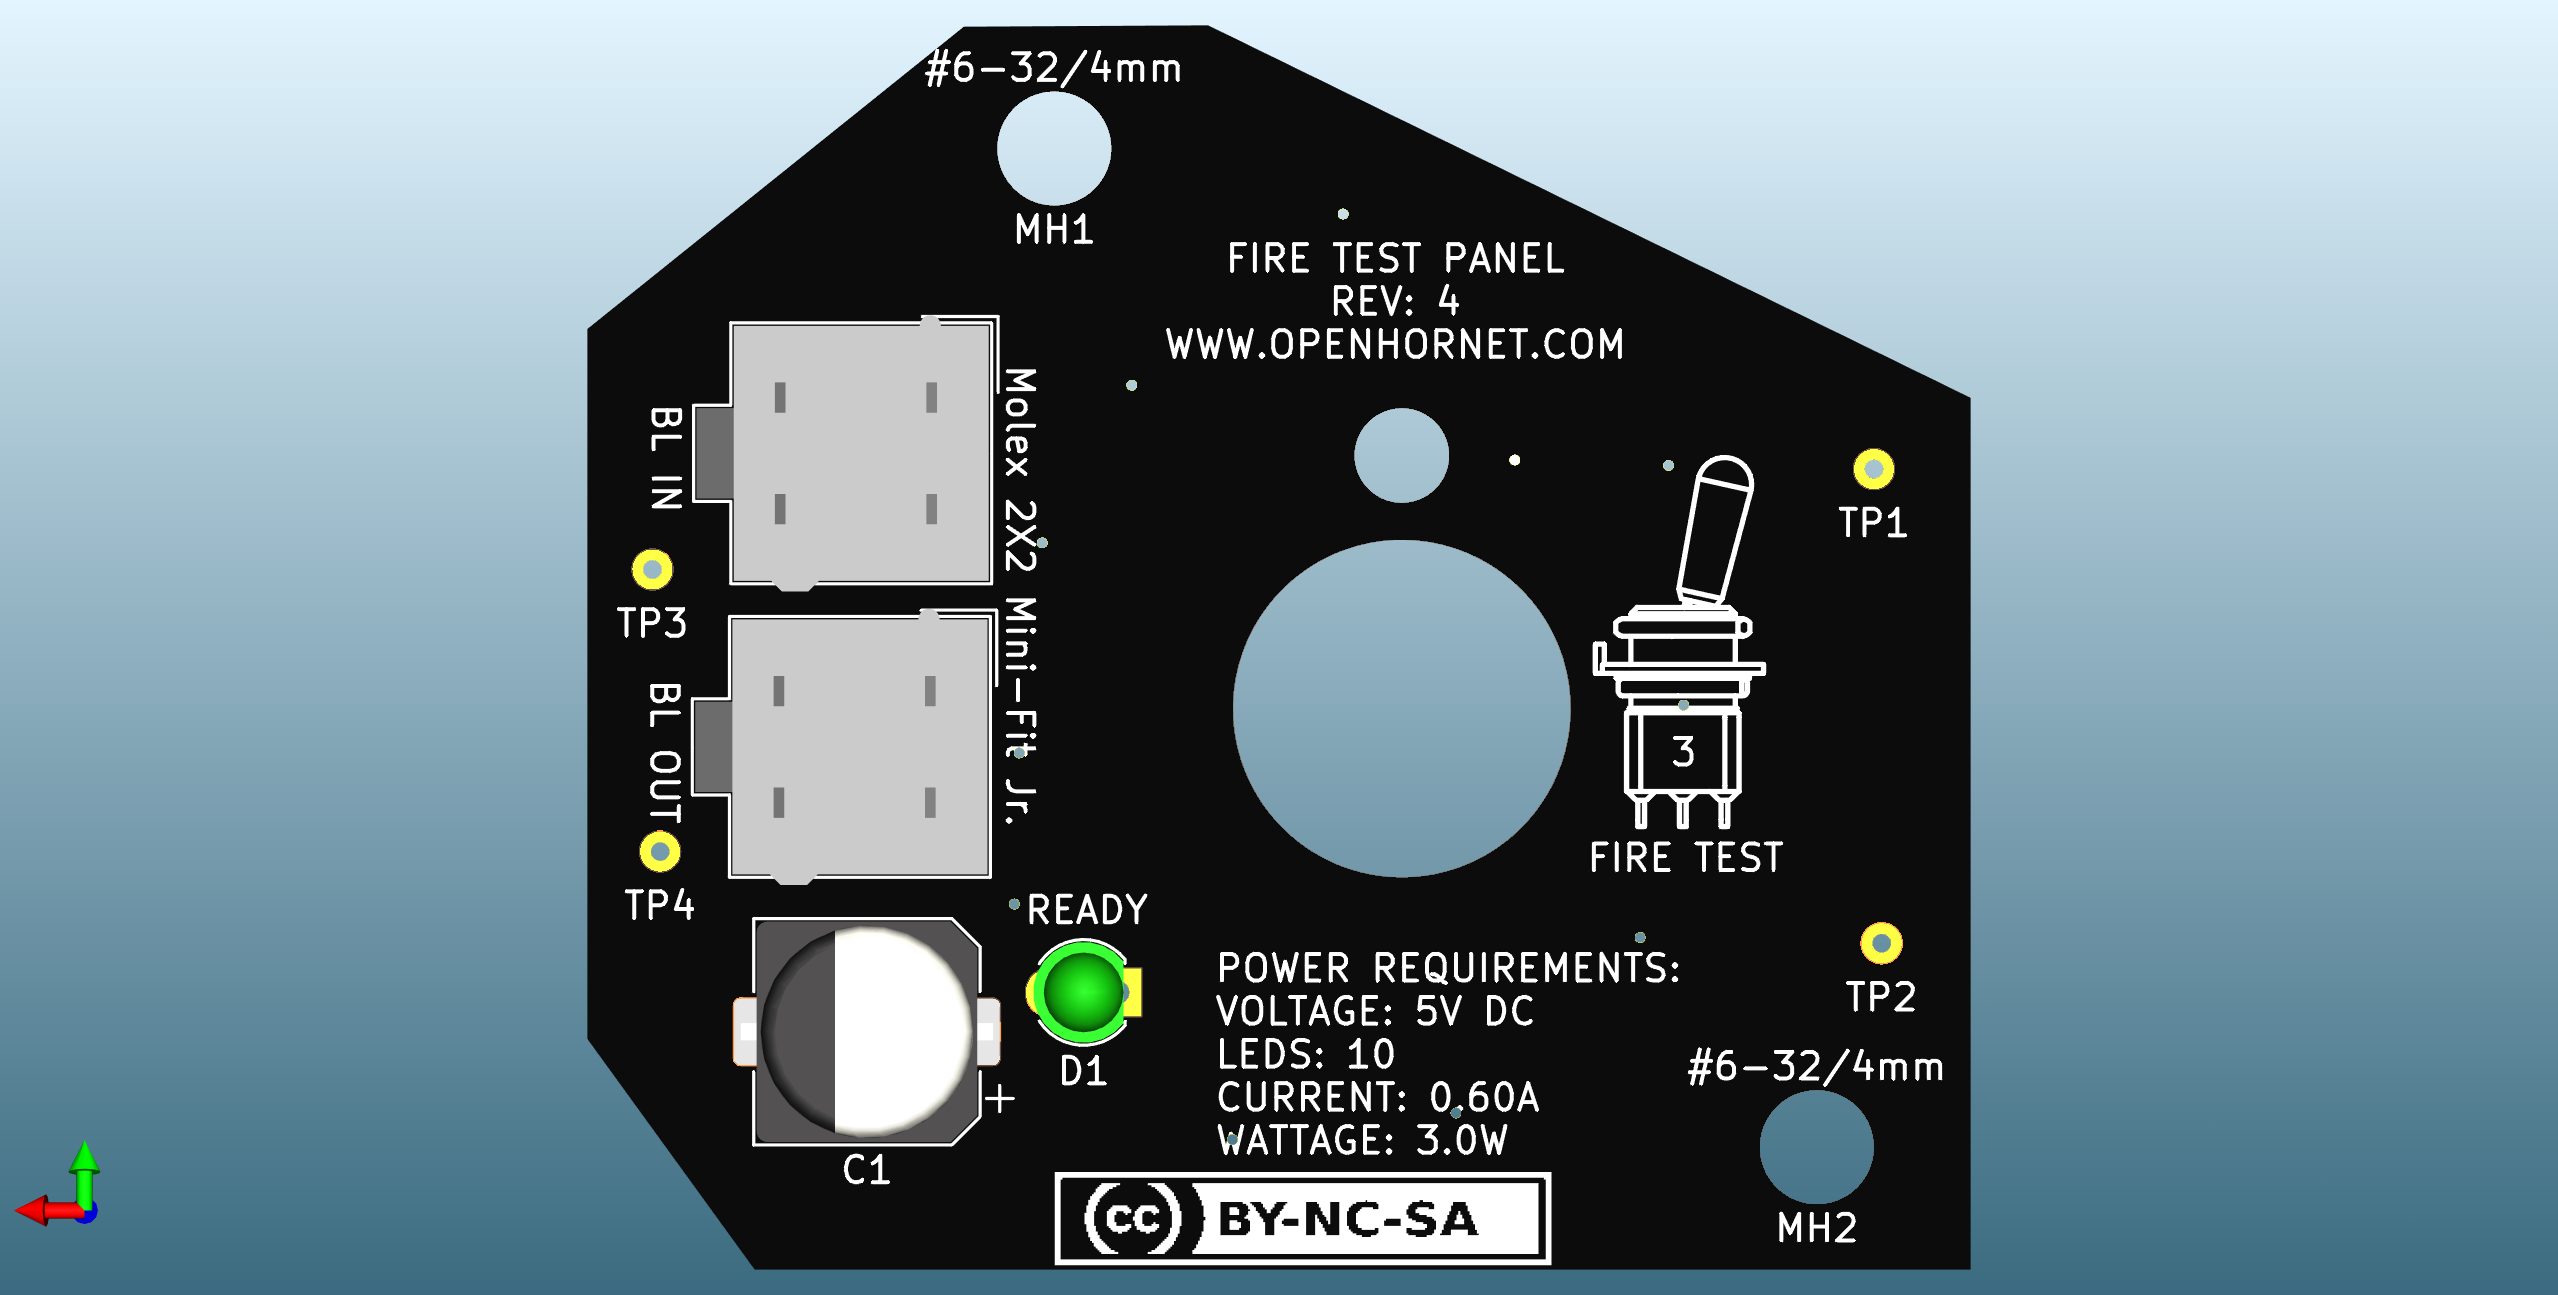 #6-32/4mm
MH1
FIRE TEST PANEL
REV: 4
WWW.OPENHORNET.COM
BL IN
Molex 2X2 Mini-Fit Jr.
TP1
TP3
BL OUT
TP4
3
FIRE TEST
READY
D1
C1
+
POWER REQUIREMENTS:
VOLTAGE: 5V DC
LEDS: 10
CURRENT: 0.60A
WATTAGE: 3.0W
TP2
#6-32/4mm
MH2
cc BY-NC-SA